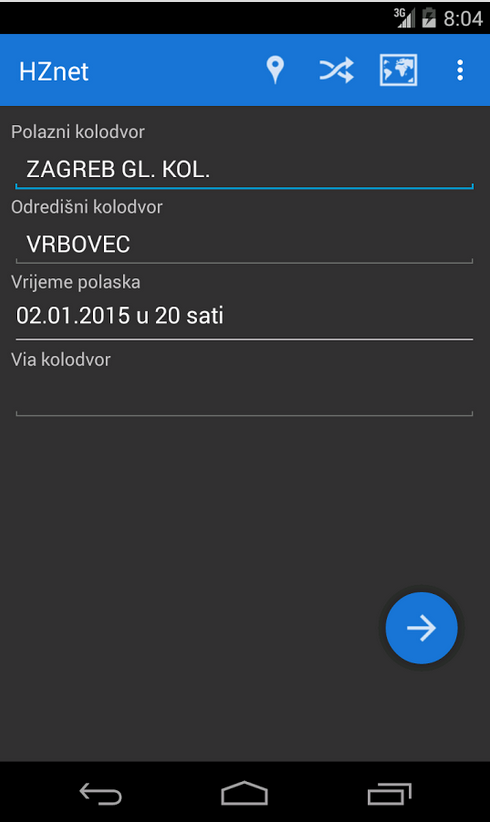 3G 8:04
HZnet
Polazni kolodvor
ZAGREB GL. KOL.
Odredišni kolodvor
VRBOVEC
Vrijeme polaska
02.01.2015 u 20 sati
Via kolodvor